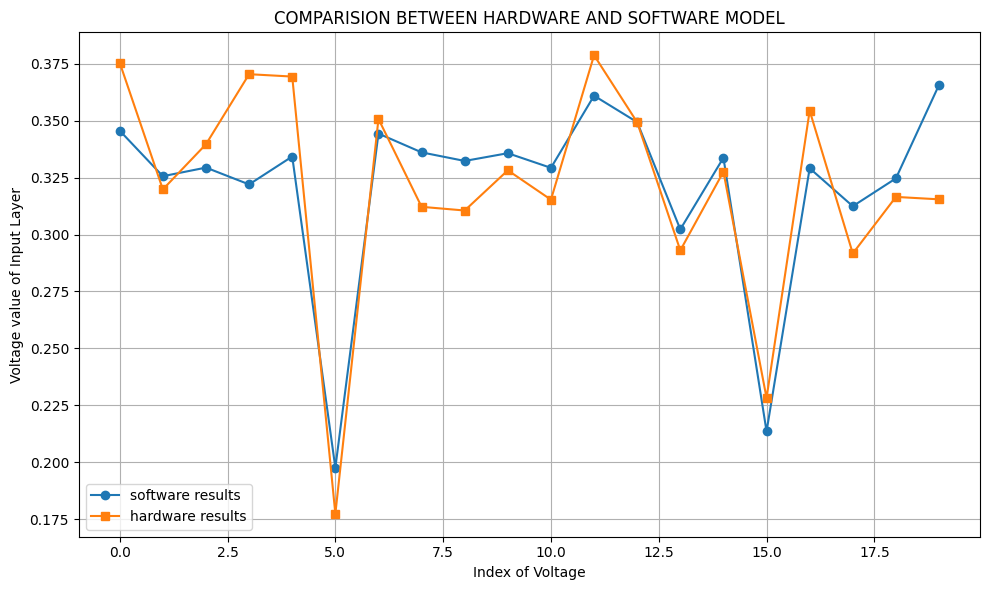 COMPARISION BETWEEN HARDWARE AND SOFTWARE MODEL
Voltage value of Input Layer
0.375
0.350
0.325
0.300
0.275
0.250
0.225
0.200
0.175
software results
hardware results
0.0 2.5 5.0 7.5 10.0 12.5 15.0 17.5
Index of Voltage